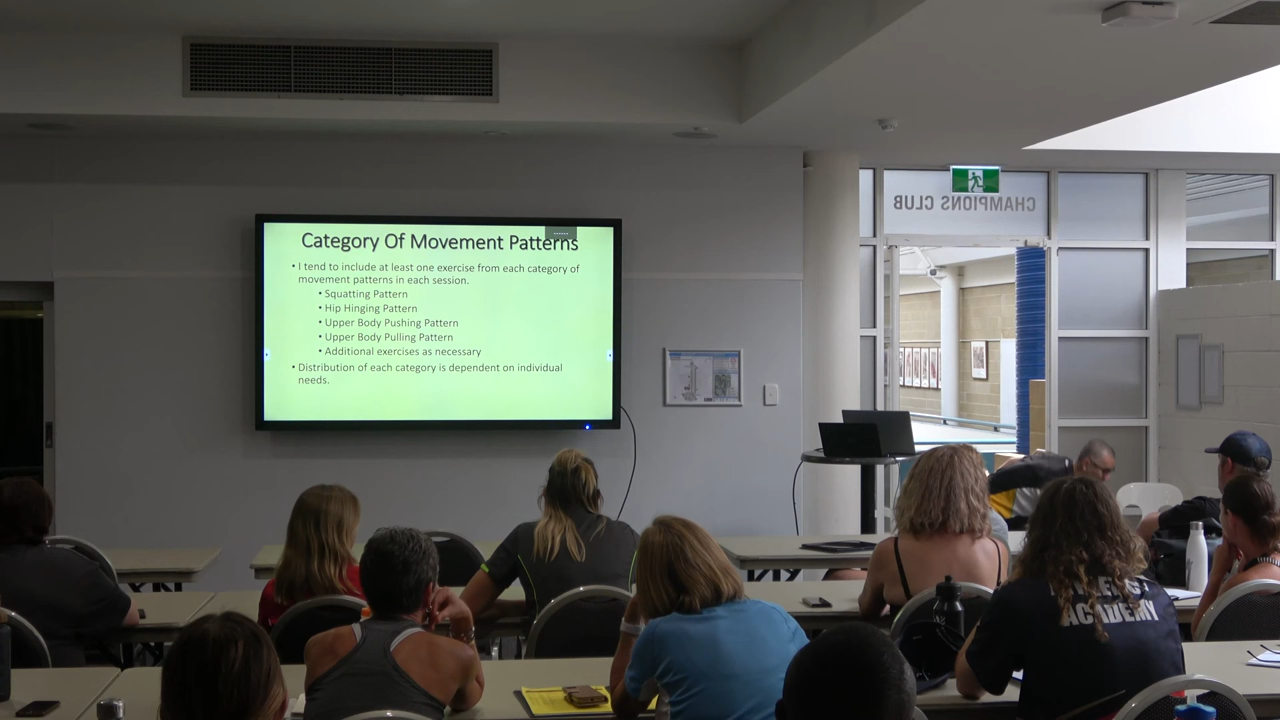 Category Of Movement Patterns
• I tend to include at least one exercise from each category of
movement patterns in each session.
• Squatting Pattern
• Hip Hinging Pattern
• Upper Body Pushing Pattern
• Upper Body Pulling Pattern
• Additional exercises as necessary
• Distribution of each category is dependent on individual
needs.
CHAMPIONS CLUB
ACADEMY